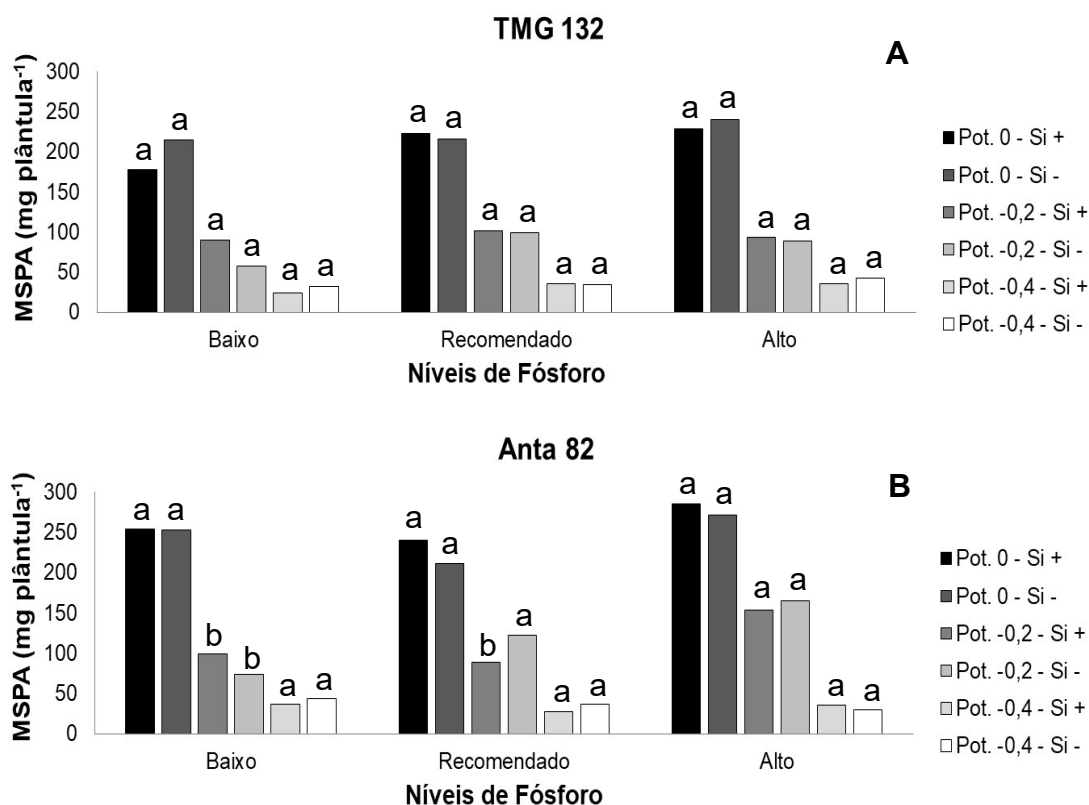 TMG 132
A
MSPA (mg plântula-1)
300
250
200
150
100
50
0
a a a a a a
a a a a a a
a a a a a a
Baixo Recomendado Alto
Níveis de Fósforo
Pot. 0 - Si +
Pot. 0 - Si -
Pot. -0,2 - Si +
Pot. -0,2 - Si -
Pot. -0,4 - Si +
Pot. -0,4 - Si -
Anta 82
B
MSPA (mg plântula-1)
300
250
200
150
100
50
0
a a b b a a
a a b a a a
a a a a a a
Baixo Recomendado Alto
Níveis de Fósforo
Pot. 0 - Si +
Pot. 0 - Si -
Pot. -0,2 - Si +
Pot. -0,2 - Si -
Pot. -0,4 - Si +
Pot. -0,4 - Si -